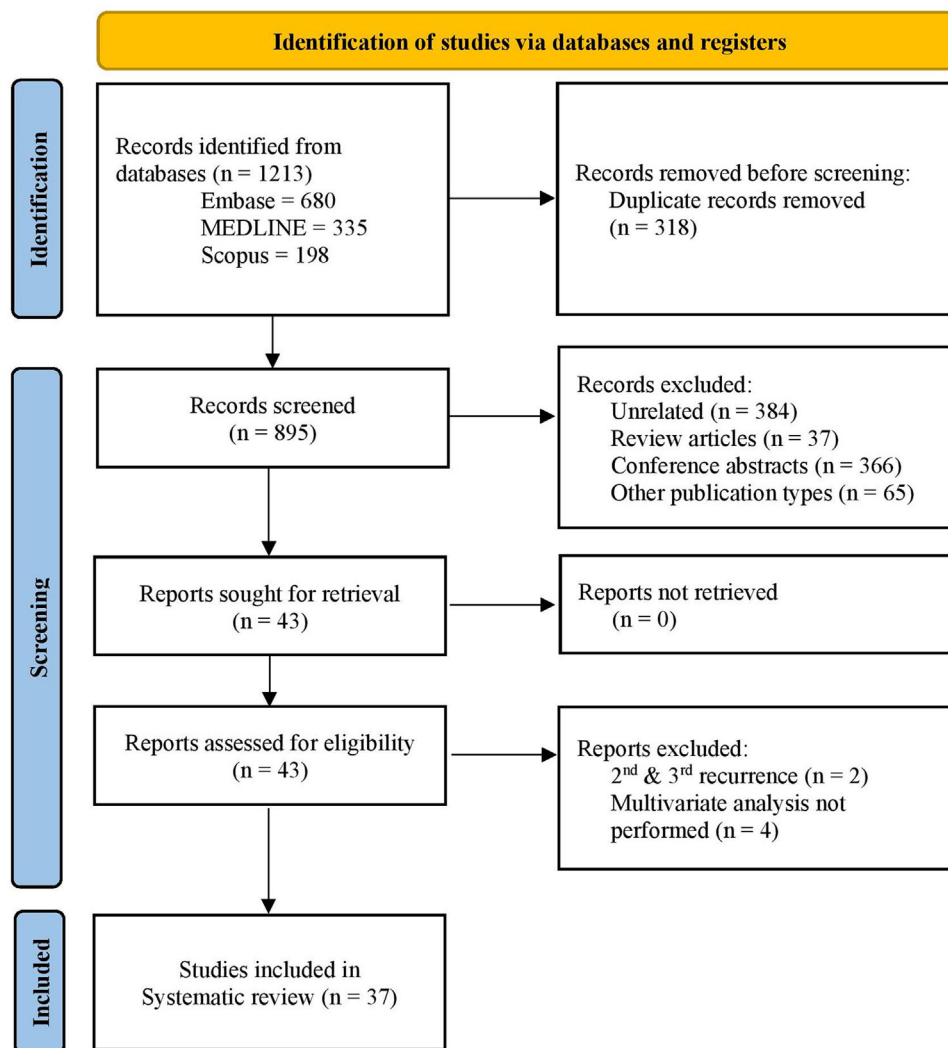 Identification of studies via databases and registers
Identification
Records identified from
databases (n = 1213)
Embase = 680
MEDLINE = 335
Scopus = 198
Records removed before screening:
Duplicate records removed
(n = 318)
Screening
Records screened
(n = 895)
Records excluded:
Unrelated (n = 384)
Review articles (n = 37)
Conference abstracts (n = 366)
Other publication types (n = 65)
Reports sought for retrieval
(n = 43)
Reports not retrieved
(n = 0)
Reports assessed for eligibility
(n = 43)
Reports excluded:
2nd & 3rd recurrence (n = 2)
Multivariate analysis not
performed (n = 4)
Included
Studies included in
Systematic review (n = 37)